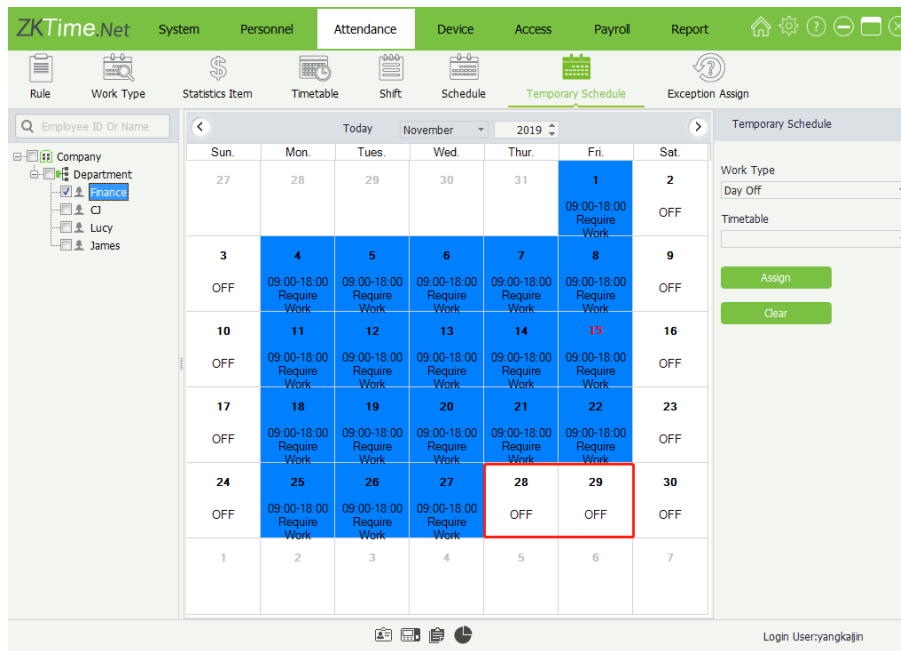 ZKTime.Net System Personnel Attendance Device Access Payroll Report
Rule Work Type Statistics Item Timetable Shift Schedule Temporary Schedule Exception Assign
Employee ID Or Name
Company
Department
Finance
CJ
Lucy
James
Today November 2019
Sun. Mon. Tues. Wed. Thur. Fri. Sat.
27 28 29 30 31 1 2
09:00-18:00 OFF
Require
Work
3 4 5 6 7 8 9
OFF 09:00-18:00 09:00-18:00 09:00-18:00 09:00-18:00 09:00-18:00 OFF
Require Require Require Require Require
Work Work Work Work Work
10 11 12 13 14 15 16
OFF 09:00-18:00 09:00-18:00 09:00-18:00 09:00-18:00 09:00-18:00 OFF
Require Require Require Require Require
Work Work Work Work Work
17 18 19 20 21 22 23
OFF 09:00-18:00 09:00-18:00 09:00-18:00 09:00-18:00 09:00-18:00 OFF
Require Require Require Require Require
Work Work Work Work Work
24 25 26 27 28 29 30
OFF 09:00-18:00 09:00-18:00 09:00-18:00 OFF OFF OFF
Require Require Require
Work Work Work
1 2 3 4 5 6 7
Temporary Schedule
Work Type
Day Off
Timetable
Assign
Clear
Login User:yangkaijin